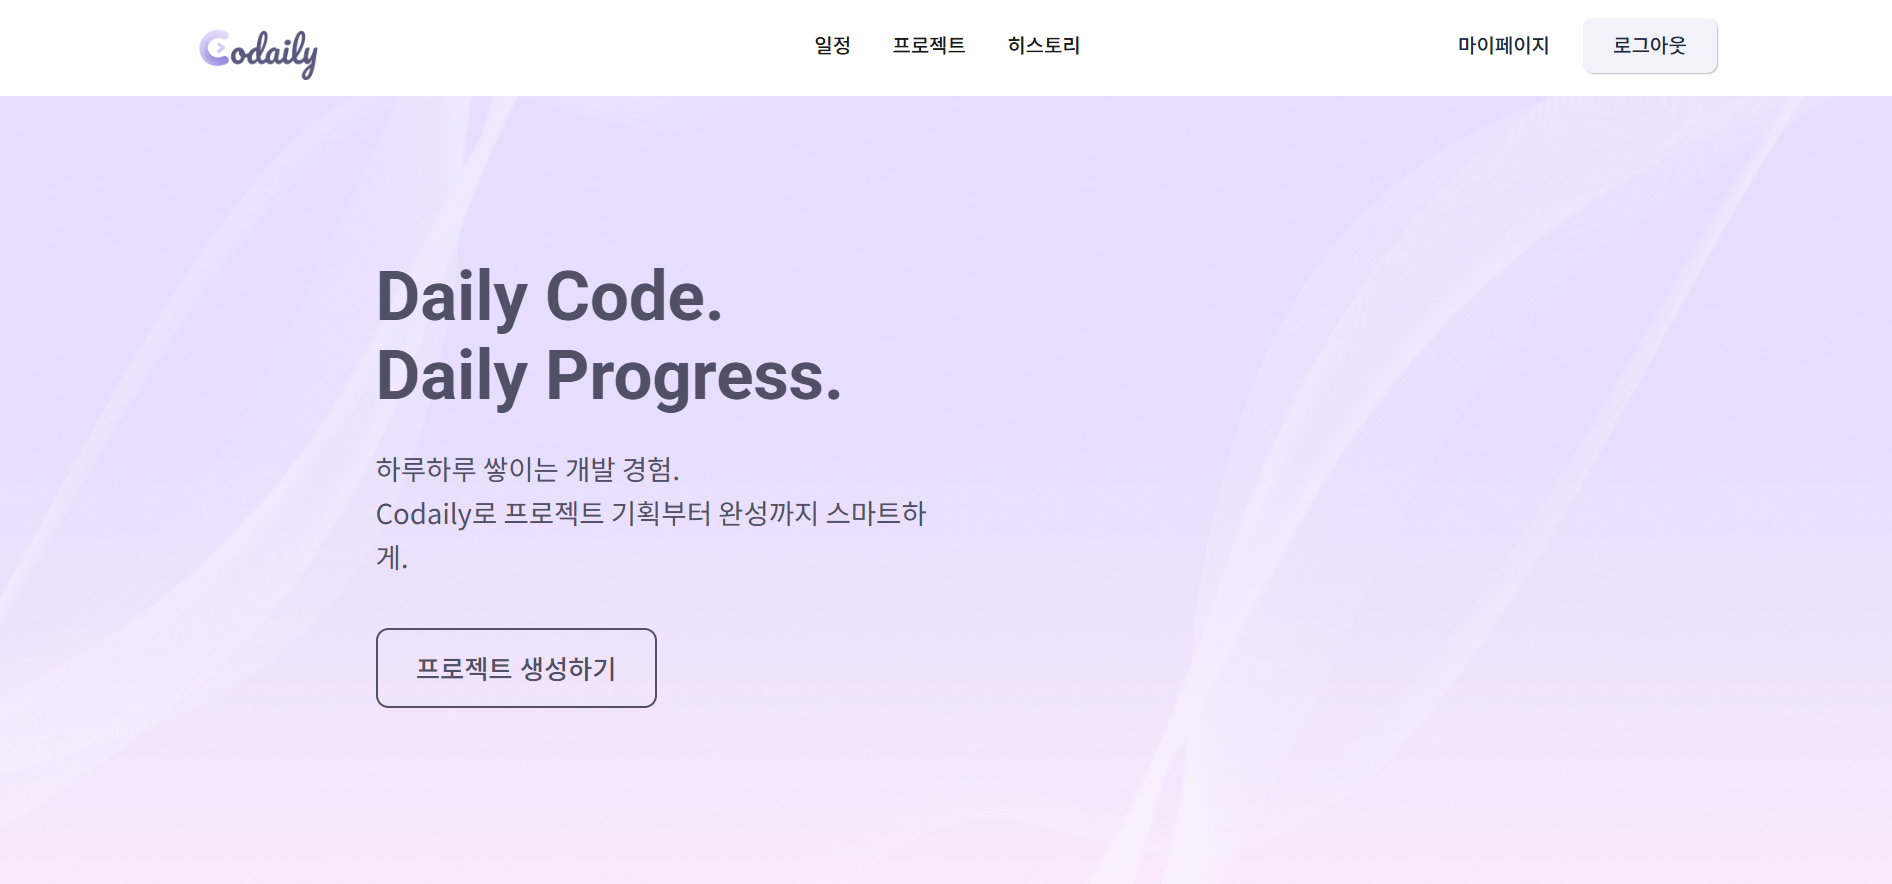 Codaily
일정 프로젝트 히스토리
마이페이지 로그아웃
Daily Code.
Daily Progress.
하루하루 쌓이는 개발 경험.
Codaily로 프로젝트 기획부터 완성까지 스마트하
게.
프로젝트 생성하기